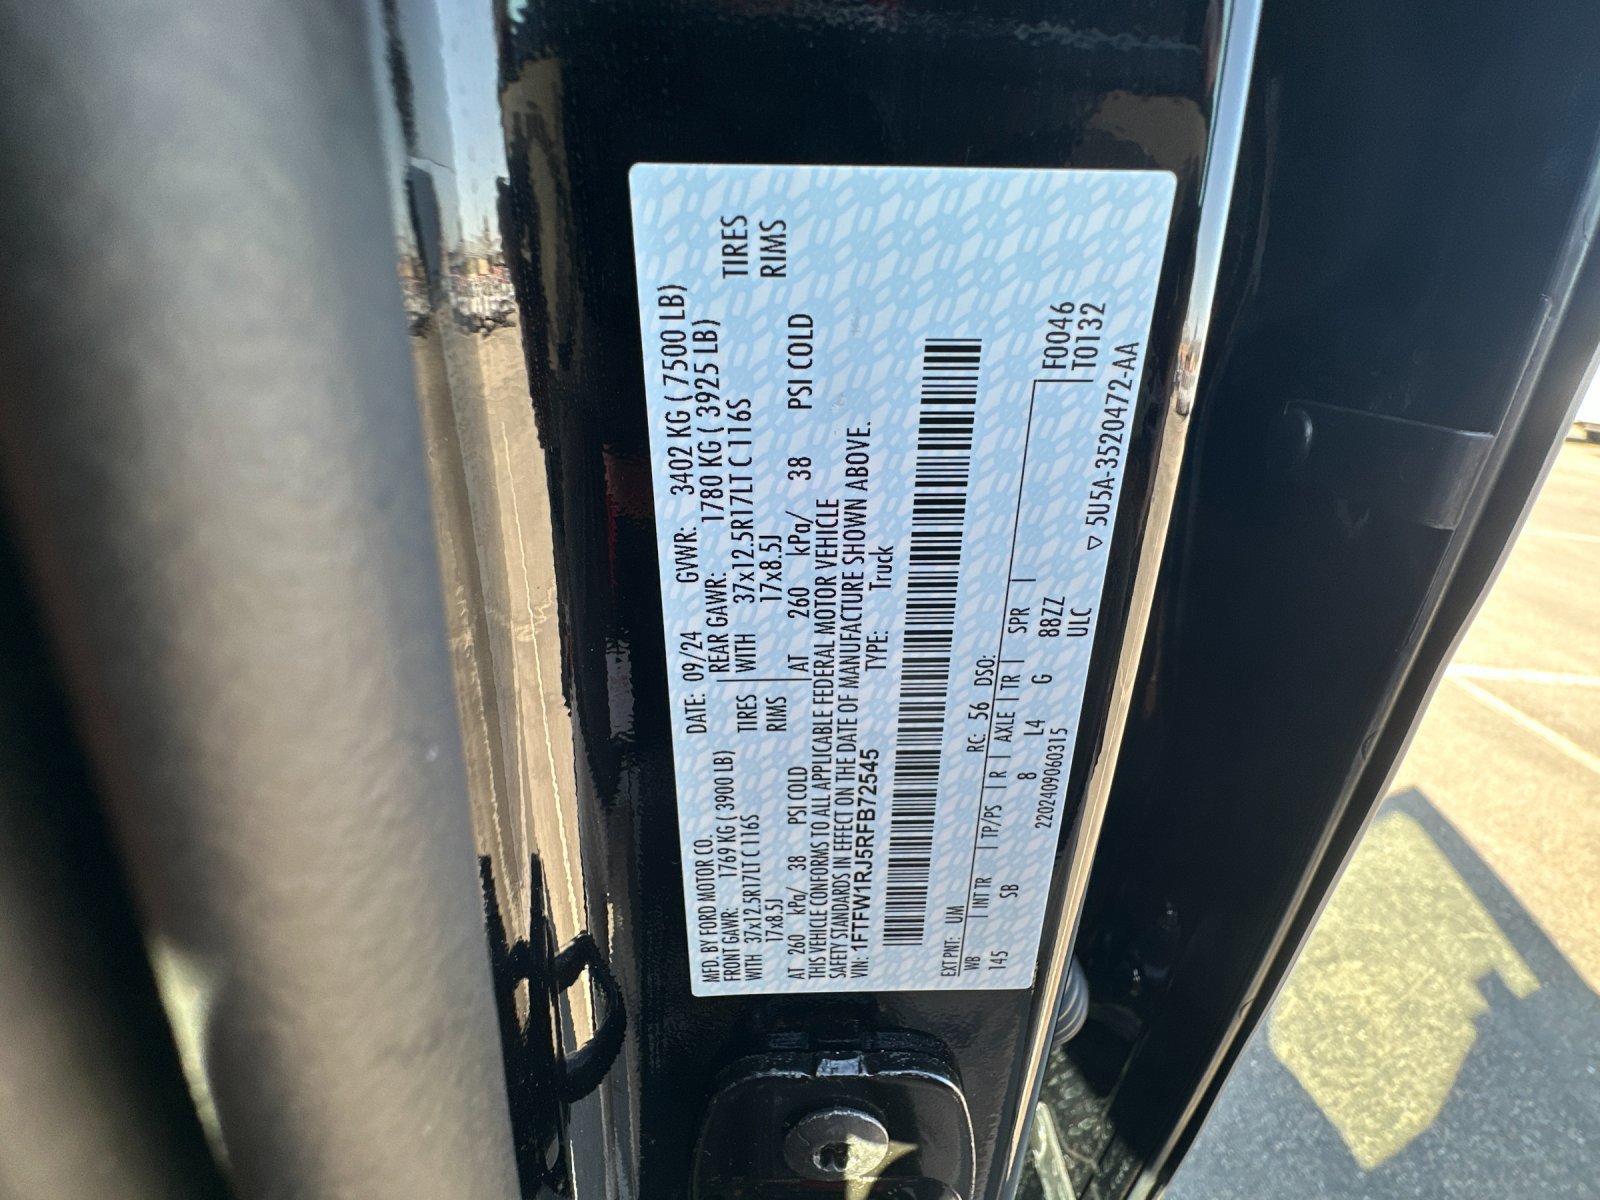 MFD. BY FORD MOTOR CO.
DATE: 09/24 GVWR: 3402 KG ( 7500 LB)
FRONT GAWR: 1769 KG ( 3900 LB)
REAR GAWR: 1780 KG ( 3925 LB)
WITH 37x12.5R17LT C 116S TIRES
WITH 37x12.5R17LT C 116S TIRES
17x8.5J RIMS
17x8.5J RIMS
AT 260 kPa/ 38 PSI COLD
AT 260 kPa/ 38 PSI COLD
THIS VEHICLE CONFORMS TO ALL APPLICABLE FEDERAL MOTOR VEHICLE
SAFETY STANDARDS IN EFFECT ON THE DATE OF MANUFACTURE SHOWN ABOVE.
VIN: 1FTFW1RJ5RFB72545 TYPE: Truck
EXT PNT: UM RC: 56 DSO:
WB INT TR TP/PS R AXLE TR SPR
F0046
T0132
145 SB 8 L4 G 88ZZ
ULC
220240906031​5
▽ 5U5A-3520472-AA